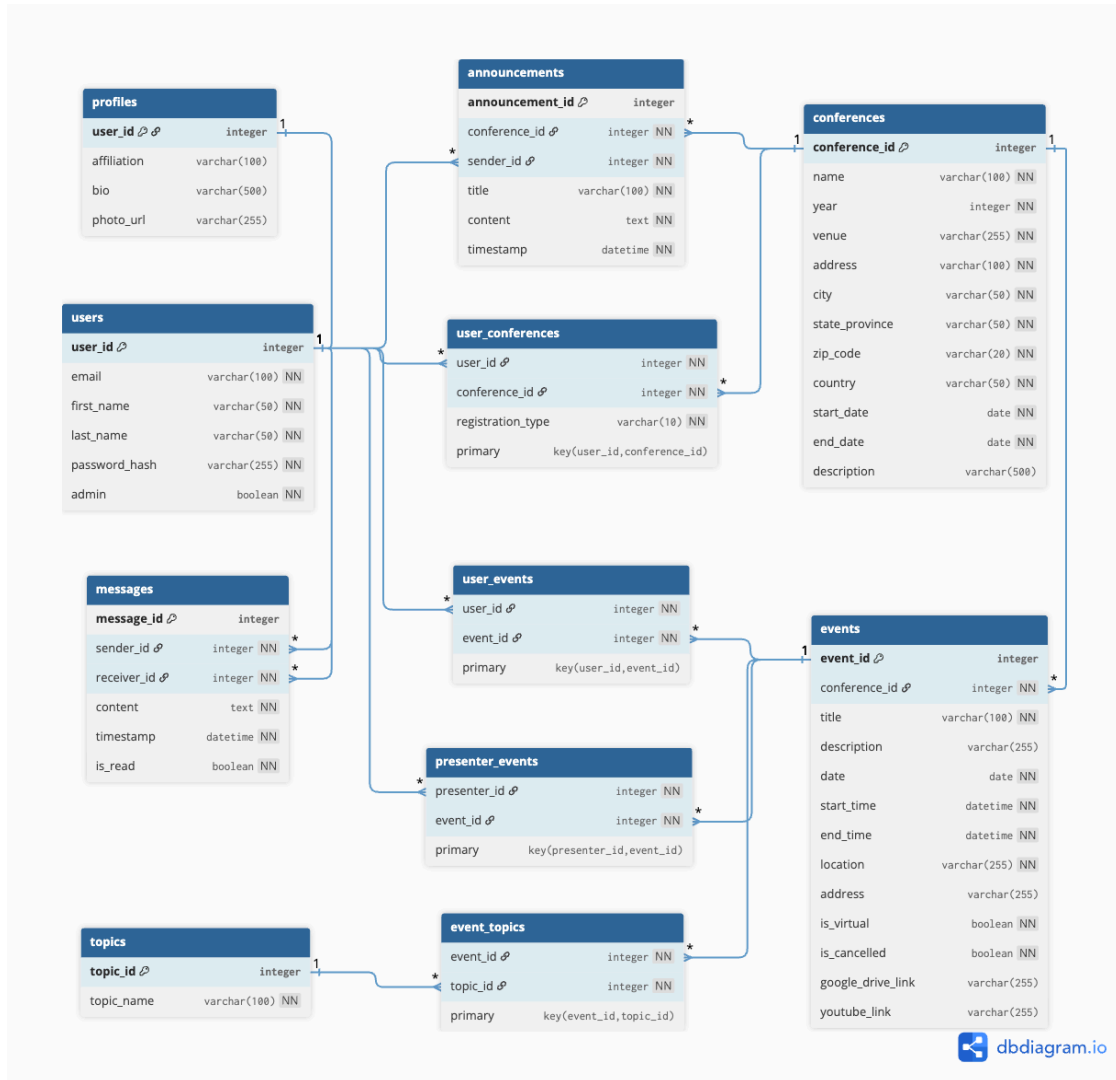 profiles
user_id integer
affiliation varchar(100)
bio varchar(500)
photo_url varchar(255)
1
users
user_id integer
email varchar(100) NN
first_name varchar(50) NN
last_name varchar(50) NN
password_hash varchar(255) NN
admin boolean NN
1
messages
message_id integer
sender_id integer NN
receiver_id integer NN
content text NN
timestamp datetime NN
is_read boolean NN
*
*
topics
topic_id integer
topic_name varchar(100) NN
1
announcements
announcement_id integer
conference_id integer NN
sender_id integer NN
title varchar(100) NN
content text NN
timestamp datetime NN
*
*
user_conferences
user_id integer NN
conference_id integer NN
registration_type varchar(10) NN
primary key(user_id,conference_id)
*
*
user_events
user_id integer NN
event_id integer NN
primary key(user_id,event_id)
*
*
presenter_events
presenter_id integer NN
event_id integer NN
primary key(presenter_id,event_id)
*
*
event_topics
event_id integer NN
topic_id integer NN
primary key(event_id,topic_id)
*
*
conferences
conference_id integer
name varchar(100) NN
year integer NN
venue varchar(255) NN
address varchar(100) NN
city varchar(50) NN
state_province varchar(50) NN
zip_code varchar(20) NN
country varchar(50) NN
start_date date NN
end_date date NN
description varchar(500)
1
1
events
event_id integer
conference_id integer NN
title varchar(100) NN
description varchar(255)
date date NN
start_time datetime NN
end_time datetime NN
location varchar(255) NN
address varchar(255)
is_virtual boolean NN
is_cancelled boolean NN
google_drive_link varchar(255)
youtube_link varchar(255)
1
*
dbdiagram.io